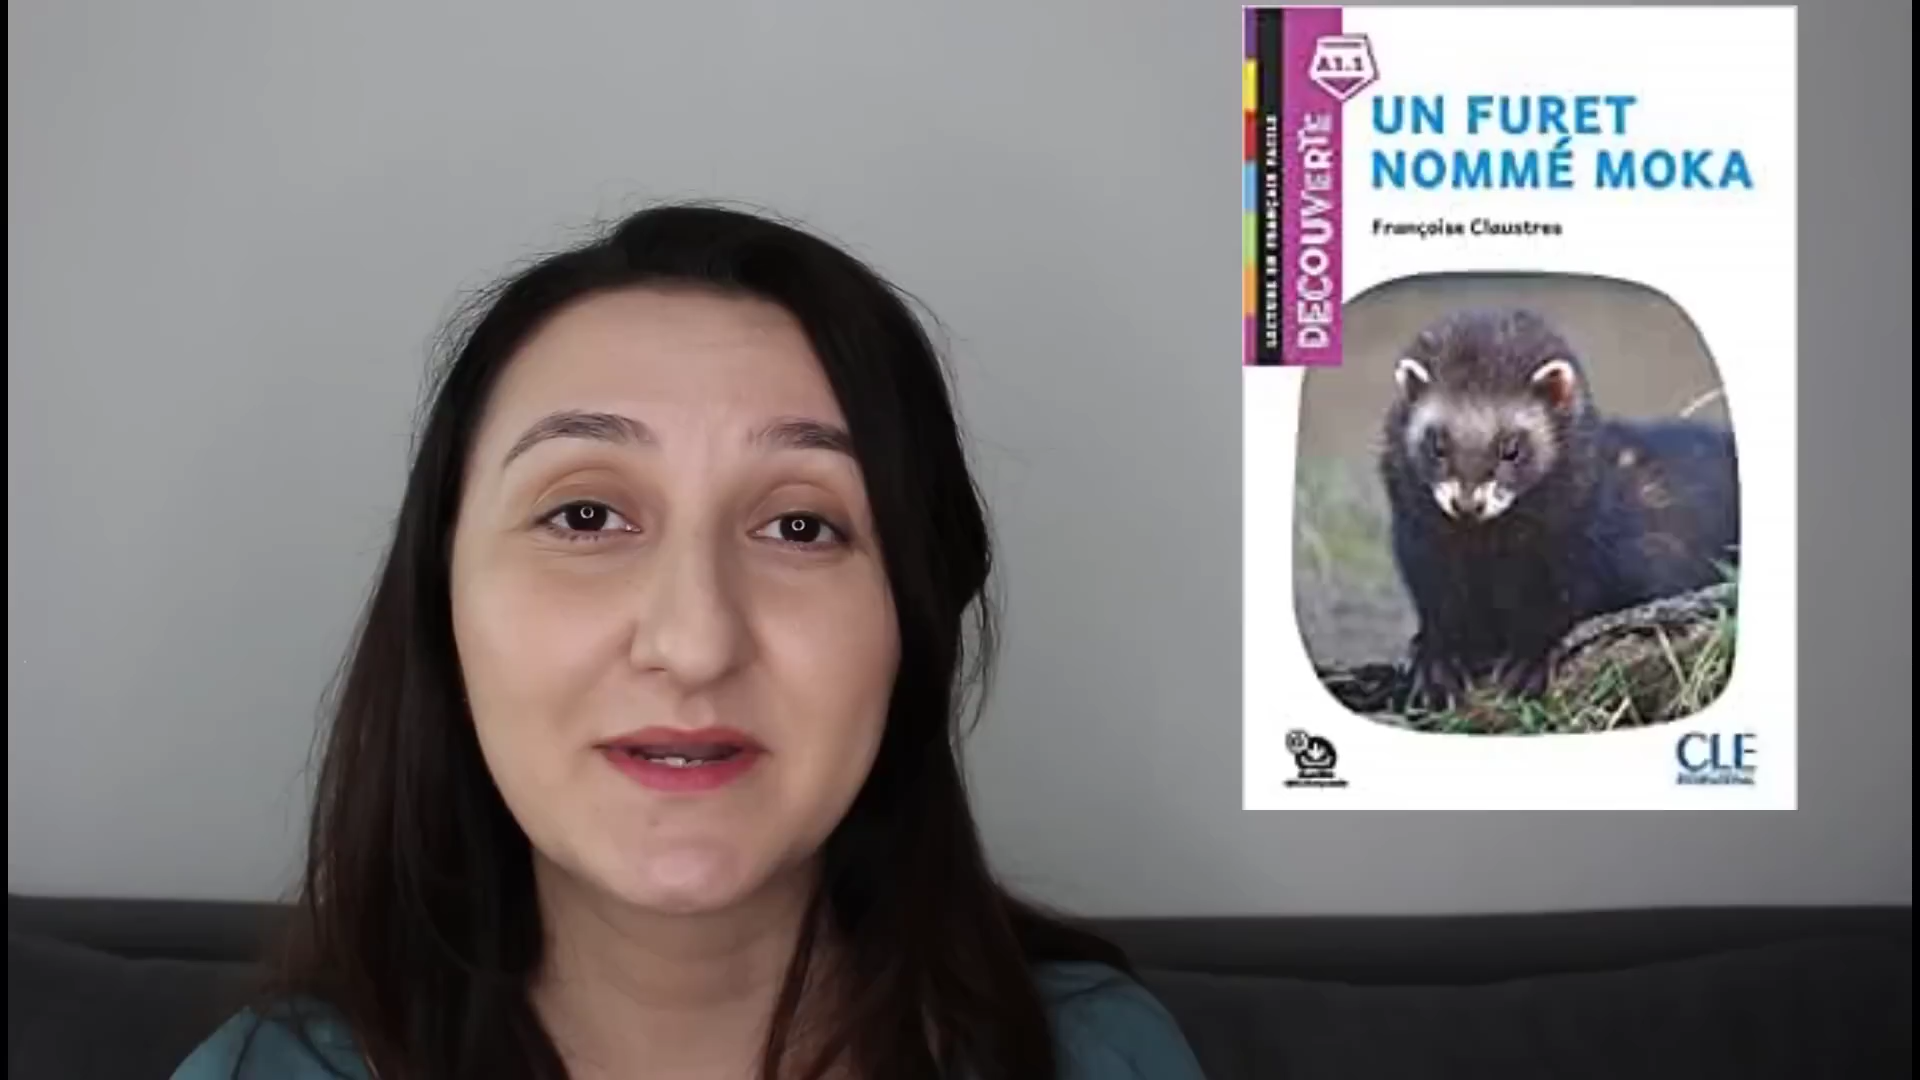 A1.1
UN FURET
NOMMÉ MOKA
Françoise Claustres
LECTURE EN FRANÇAIS FACILE
DÉCOUVERTE
CLE